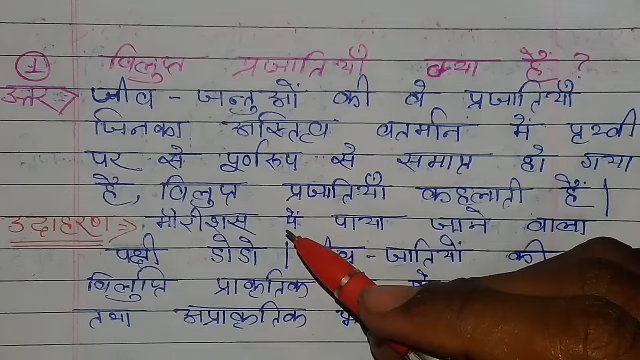 ① विलुप्त प्रजातियाँ क्या हैं ?
उत्तर ⇒ जीव - जन्तुओं की वे प्रजातियाँ
जिनका अस्तित्व वर्तमान में पृथ्वी
पर से पूर्णरूप से समाप्त हो गया
है, विलुप्त प्रजातियाँ कहलाती हैं|
उदाहरण ⇒ मौरीशस में पाया जाने वाला
पक्षी डोडो | - जातियों की
विलुप्ति प्राकृतिक
तथा अप्राकृतिक